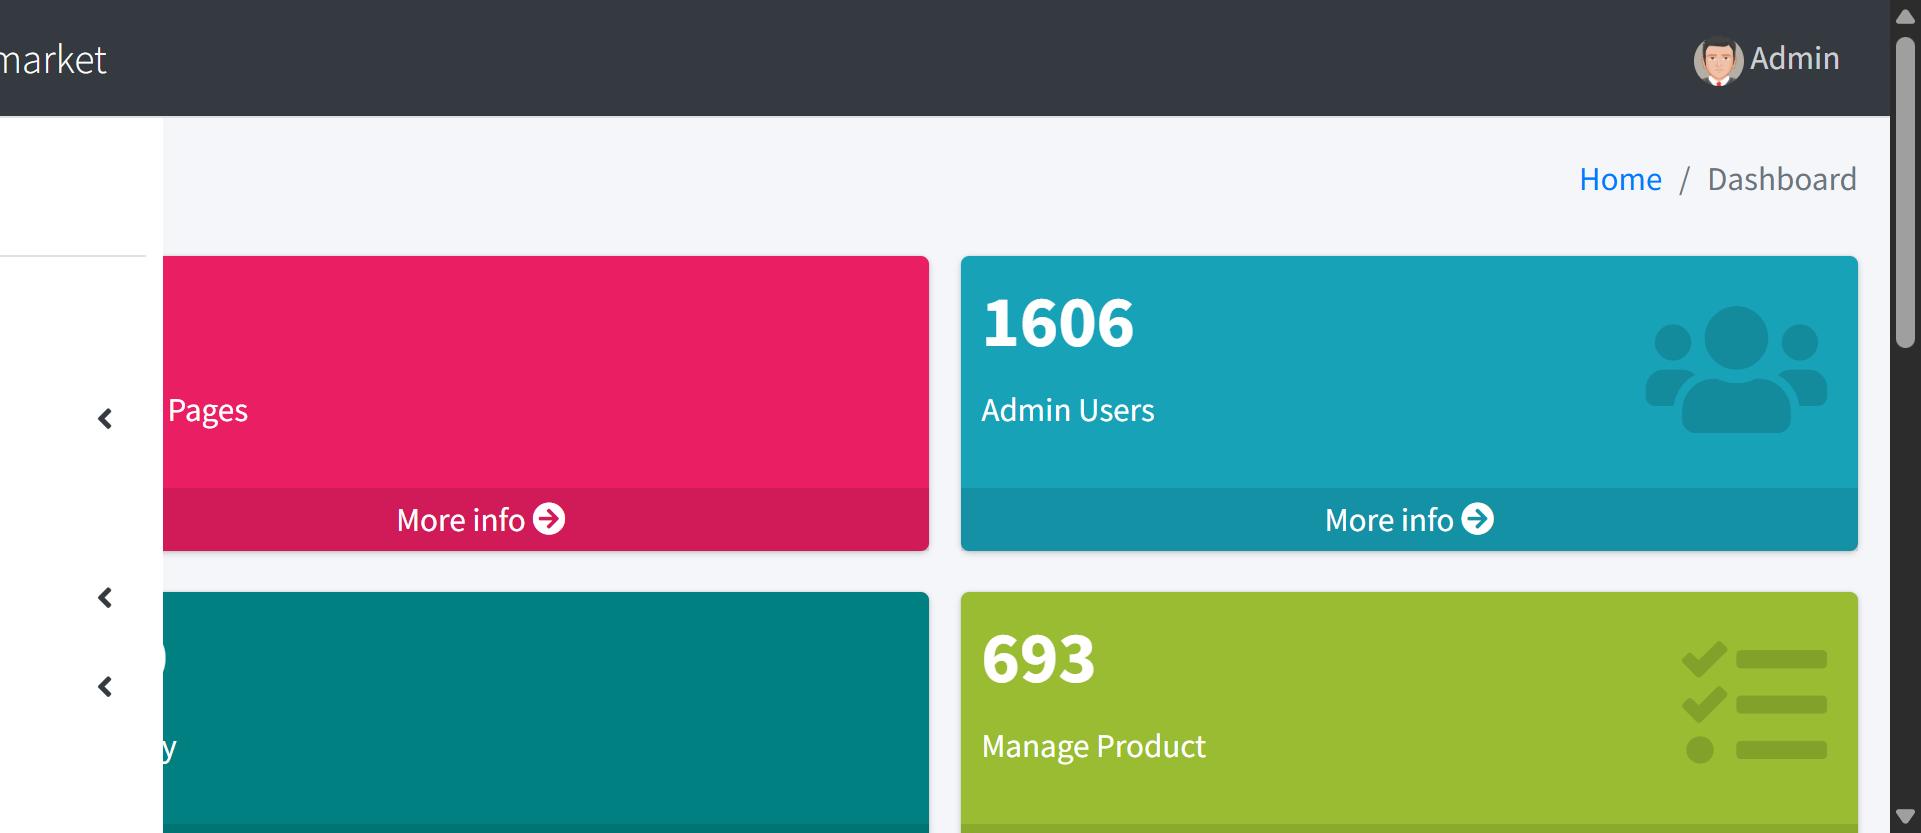 market
Admin
Home / Dashboard
Pages
More info
1606
Admin Users
More info
y
693
Manage Product